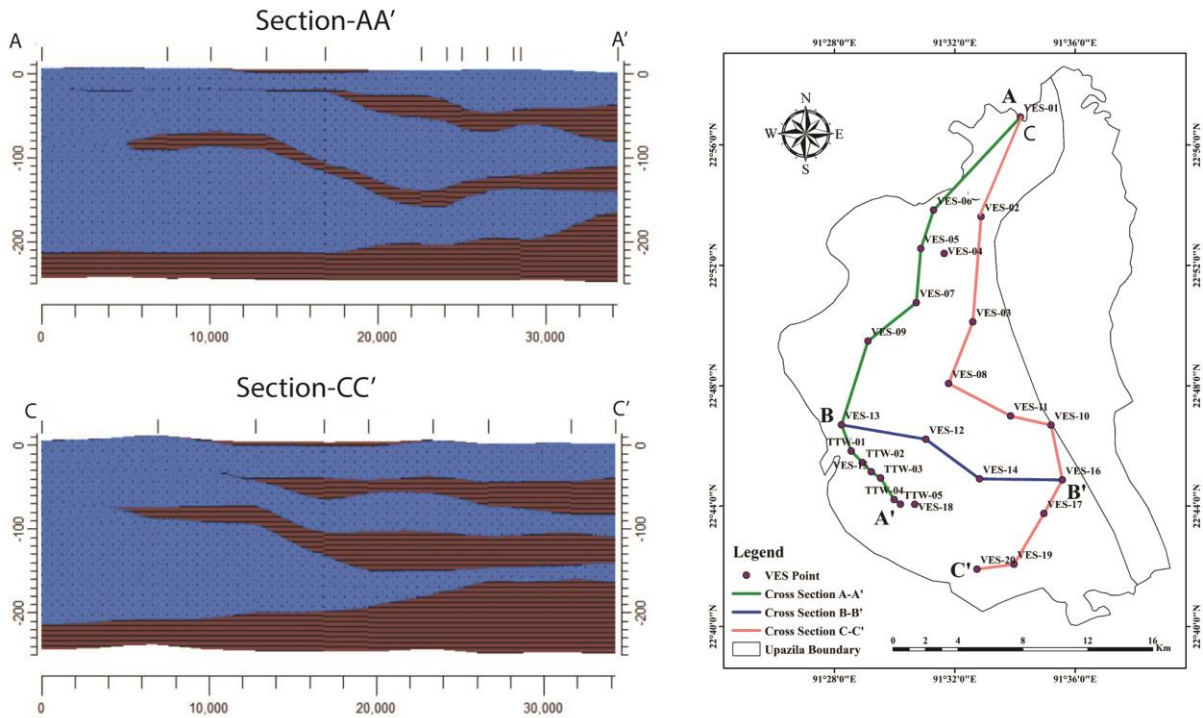 Section-AA'
A
A'
0
-100
-200
0
-100
-200
0
10,000
20,000
30,000
Section-CC'
C
C'
0
-100
-200
0
-100
-200
0
10,000
20,000
30,000
91°28'0"E
91°32'0"E
91°36'0"E
22°56'0"N
22°52'0"N
22°48'0"N
22°44'0"N
22°40'0"N
22°56'0"N
22°52'0"N
22°48'0"N
22°44'0"N
22°40'0"N
N
W
E
S
A
VES-01
C
VES-06
VES-02
VES-05
VES-04
VES-07
VES-03
VES-09
VES-08
VES-11
VES-10
B
VES-13
VES-12
TTW-01
TTW-02
VES-15
TTW-03
VES-14
VES-16
B'
TTW-04
TTW-05
A'
VES-18
VES-17
C'
VES-20
VES-19
Legend
VES Point
Cross Section A-A'
Cross Section B-B'
Cross Section C-C'
Upazila Boundary
0 1 2 4 8 12 16
Km
91°28'0"E
91°32'0"E
91°36'0"E